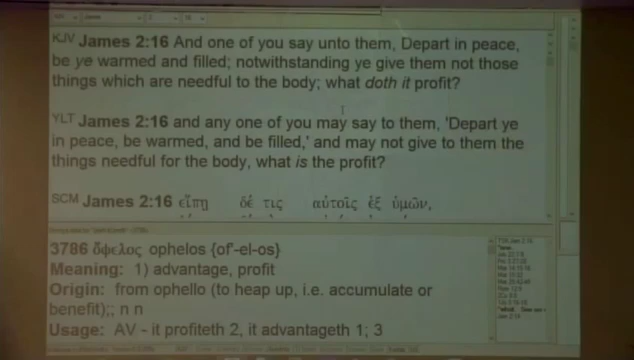 KJV James 2:16 And one of you say unto them, Depart in peace,
be ye warmed and filled; notwithstanding ye give them not those
things which are needful to the body; what doth it profit?
YLT James 2:16 and any one of you may say to them, 'Depart ye
in peace, be warmed, and be filled,' and may not give to them the
things needful for the body, what is the profit?
SCM James 2:16 εἴπῃ δέ τις αὐτοῖς ἐξ ὑμῶν,
3786 ὄφελος ophelos {of'-el-os}
Meaning: 1) advantage, profit
Origin: from ophello (to heap up, i.e. accumulate or
benefit);; n n
Usage: AV - it profiteth 2, it advantageth 1; 3